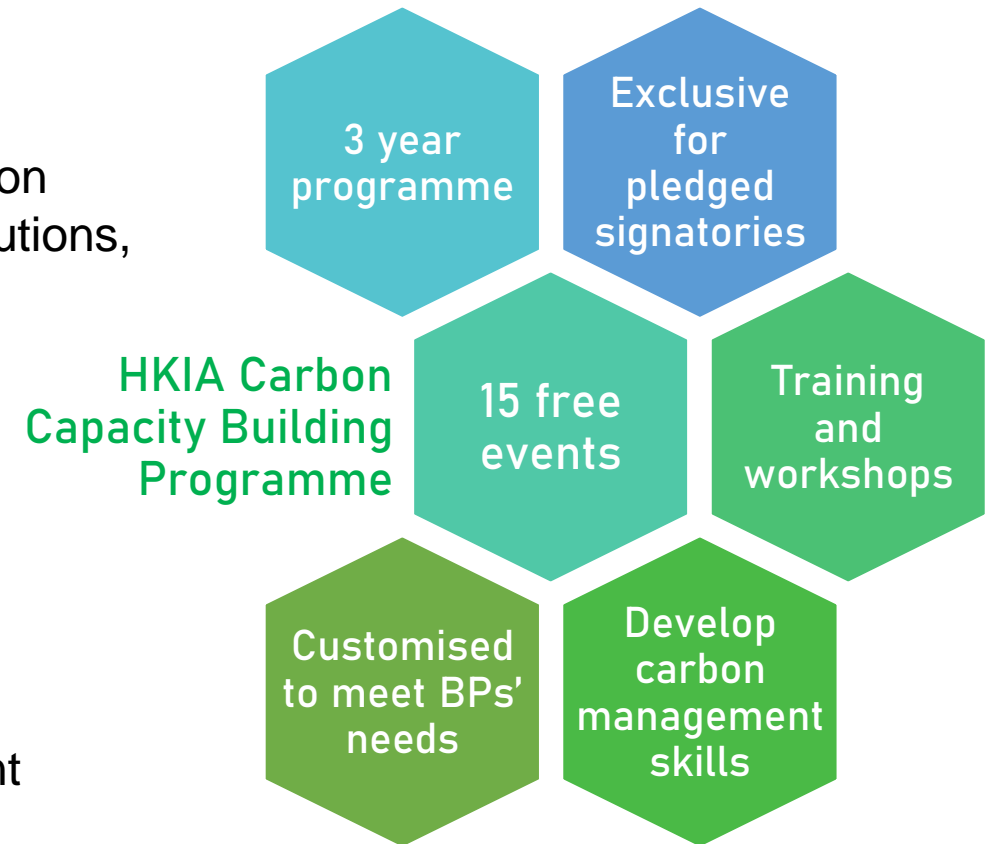 on
utions,
3 year
programme
Exclusive
for
pledged
signatories
HKIA Carbon
Capacity Building
Programme
15 free
events
Training
and
workshops
Customised
to meet BPs’
needs
Develop
carbon
management
skills
nt